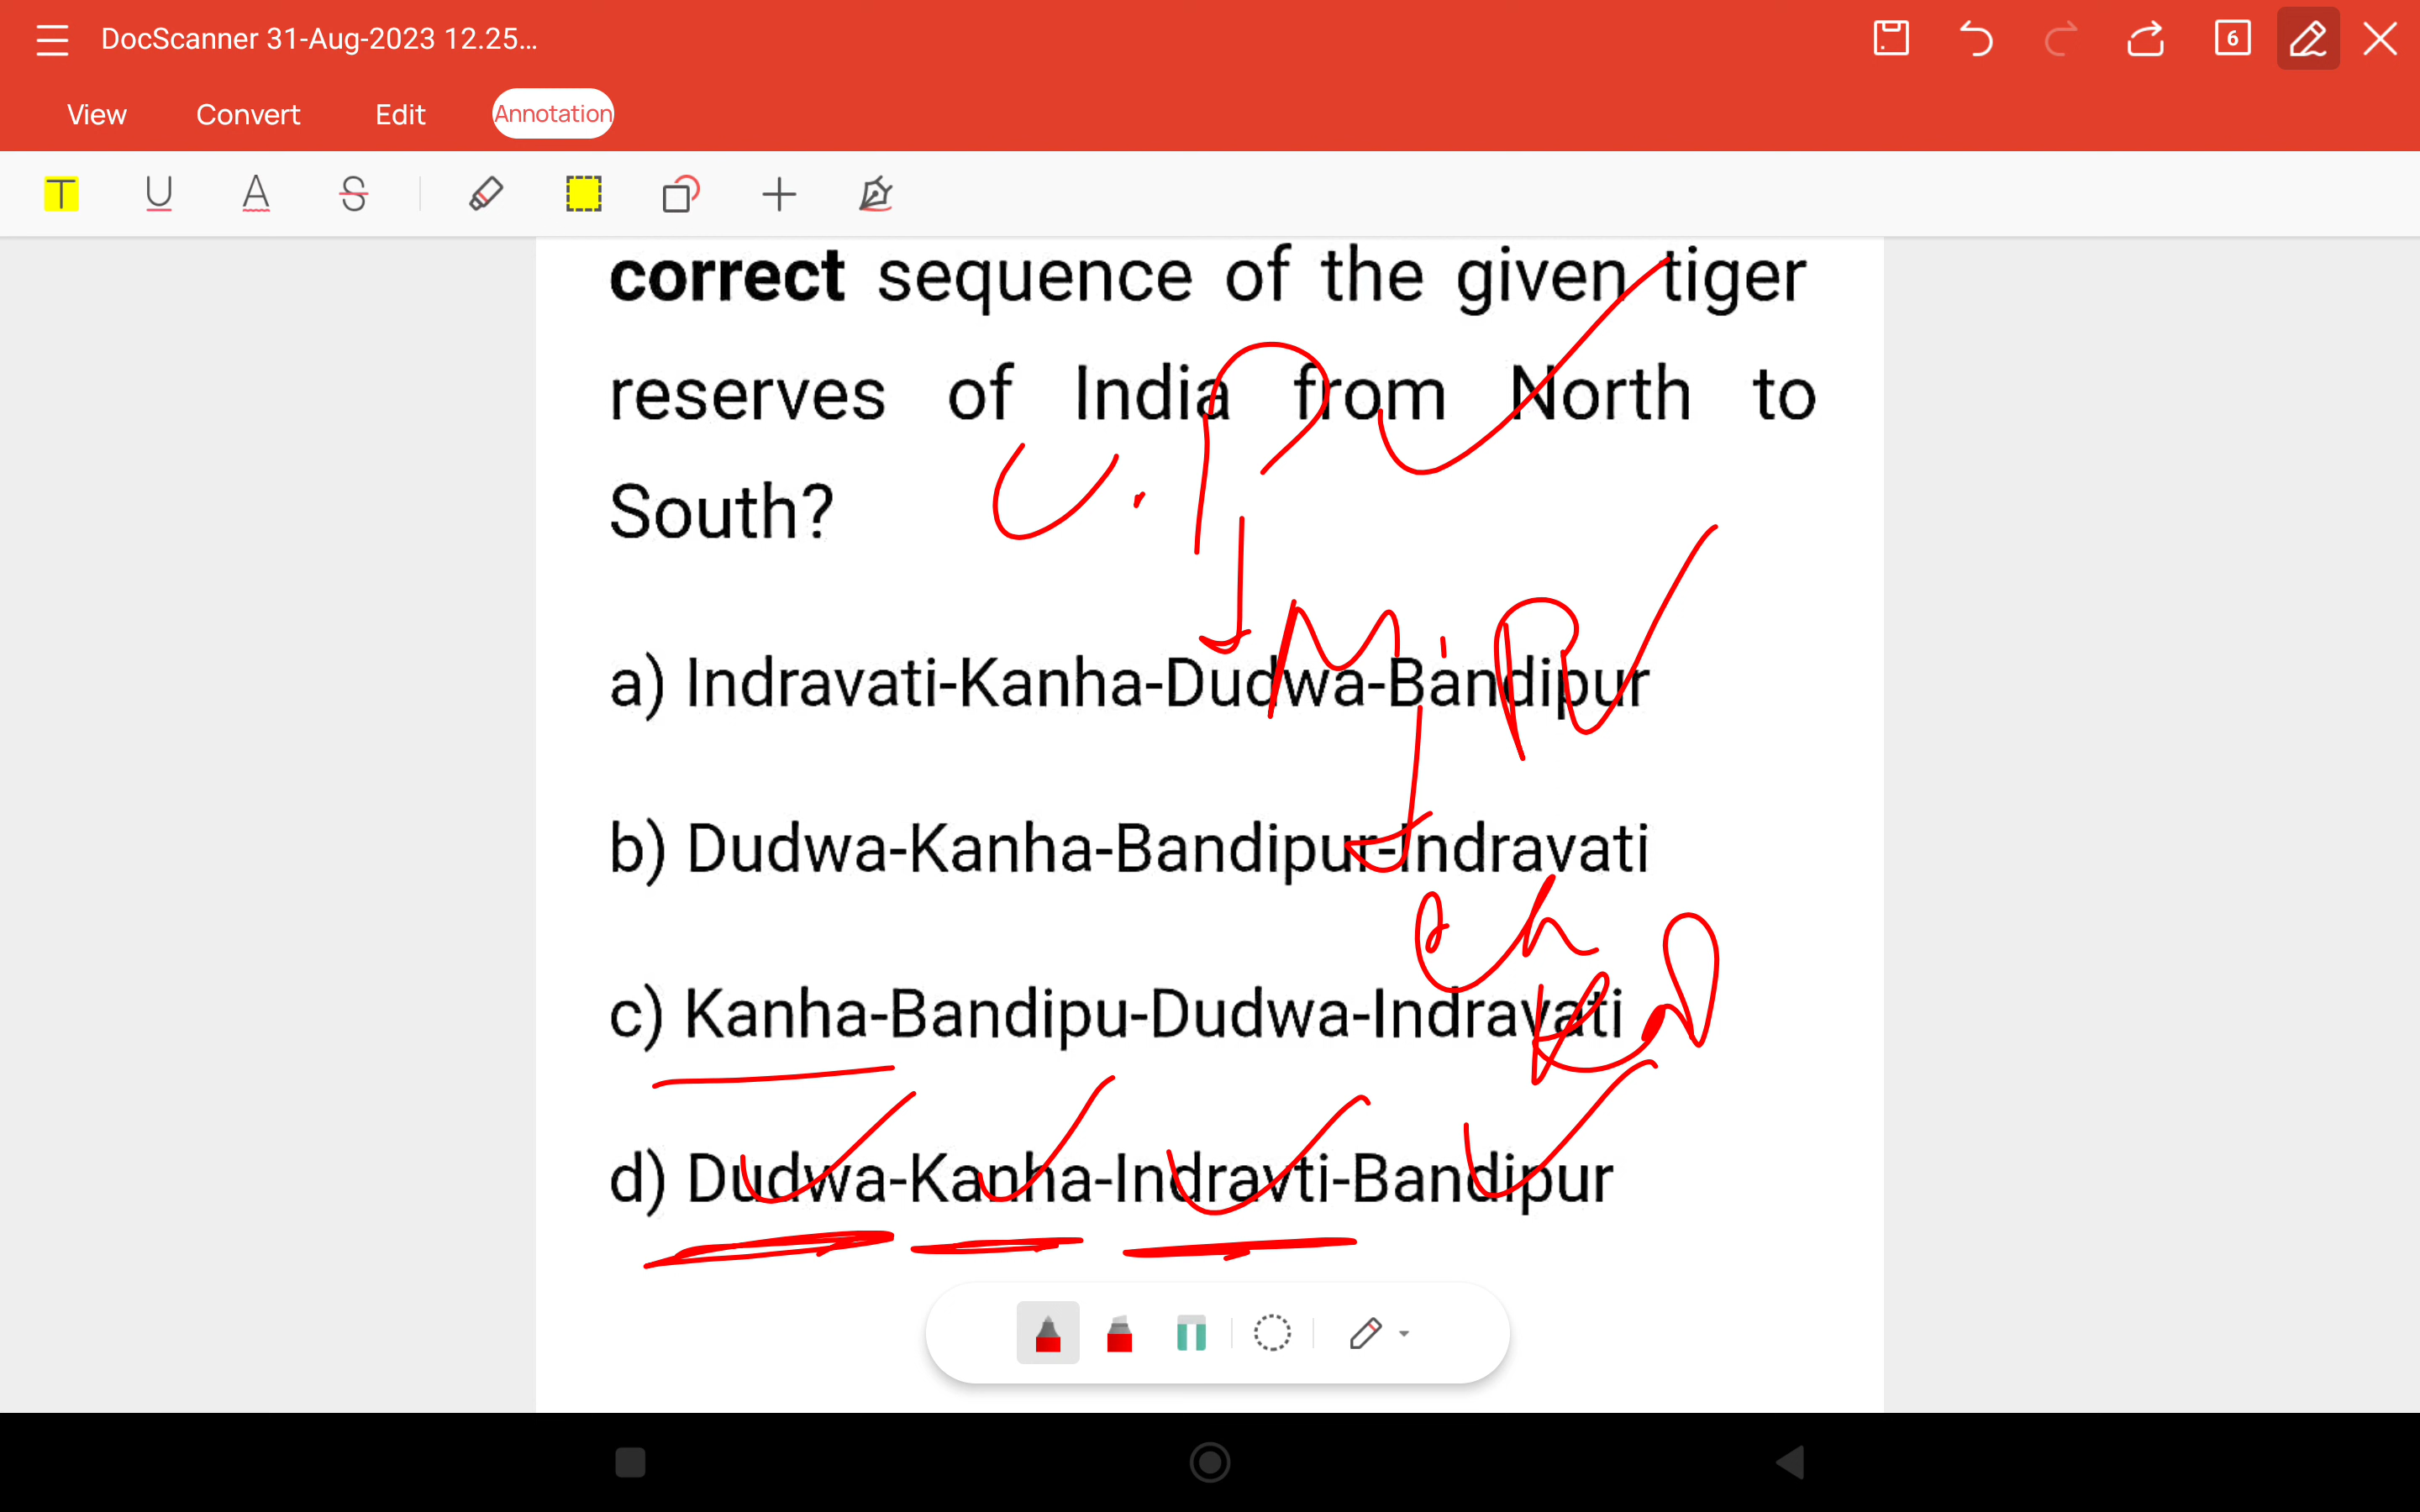 DocScanner 31-Aug-2023 12.25...
6
View Convert Edit Annotation
T U A S
correct sequence of the given tiger
reserves of India from North to
South?
U.P
M.P
a) Indravati-Kanha-Dudwa-Bandipur
b) Dudwa-Kanha-Bandipur-Indravati
ch
c) Kanha-Bandipu-Dudwa-Indravati
d) Dudwa-Kanha-Indravti-Bandipur